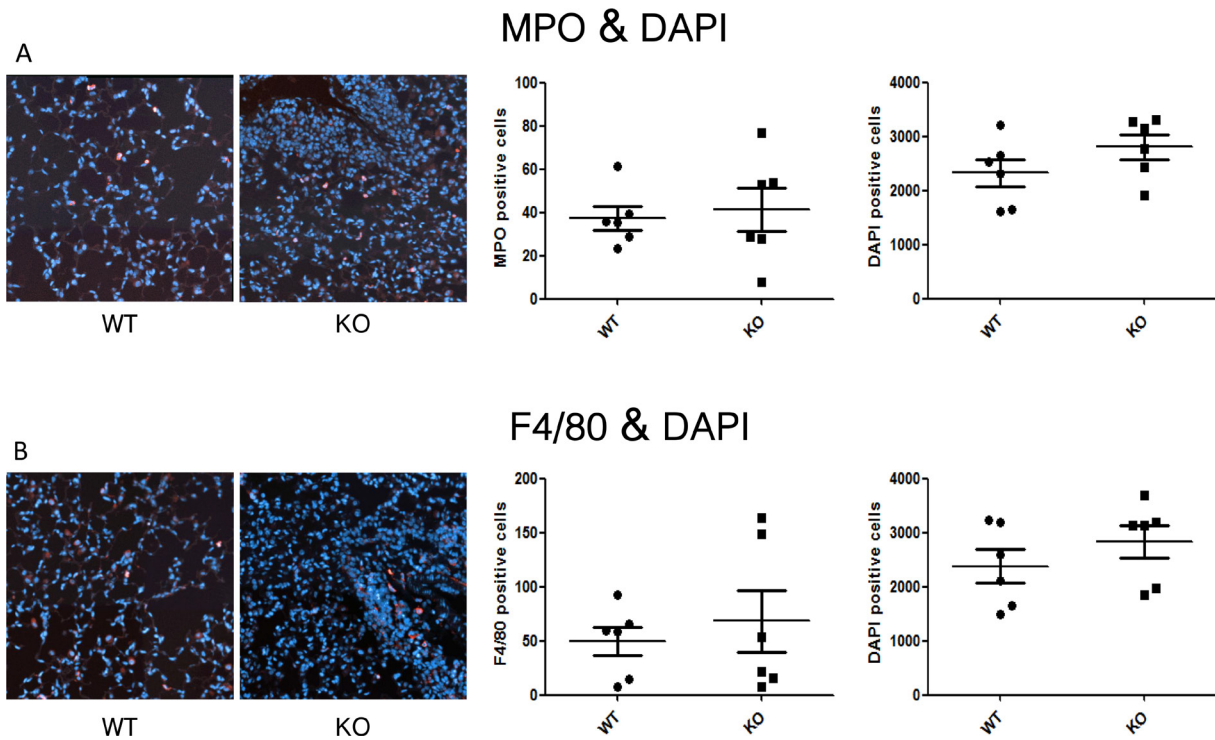 MPO & DAPI
A
WT
KO
MPO positive cells
100
80
60
40
20
0
WT
KO
DAPI positive cells
4000
3000
2000
1000
0
WT
KO
F4/80 & DAPI
B
WT
KO
F4/80 positive cells
200
150
100
50
0
WT
KO
DAPI positive cells
4000
3000
2000
1000
0
WT
KO